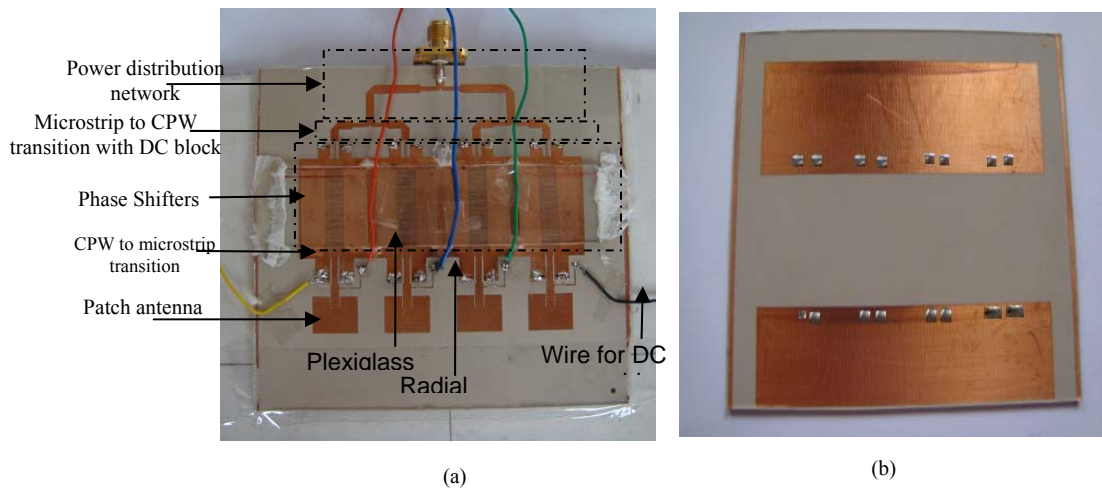 Power distribution
network
Microstrip to CPW
transition with DC block
Phase Shifters
CPW to microstrip
transition
Patch antenna
Plexiglass
Radial
Wire for DC
(a)
(b)